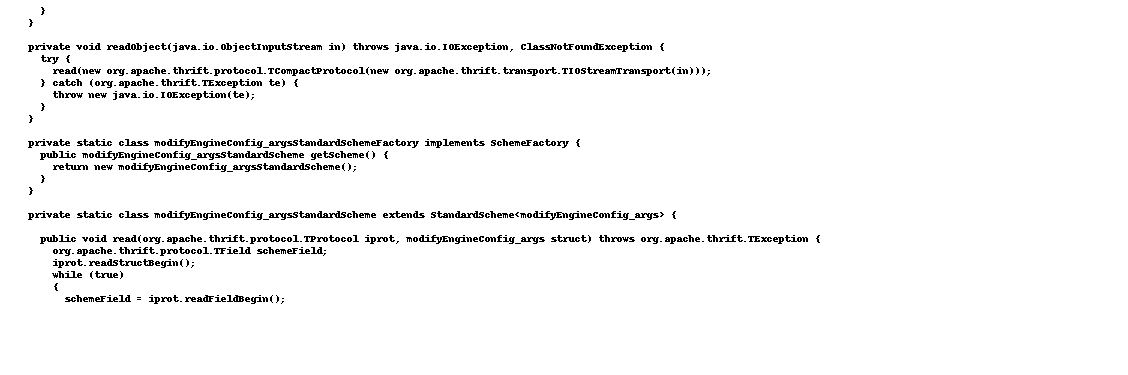 }
}
private void readObject(java.io.ObjectInputStream in) throws java.io.IOException, ClassNotFoundException {
try {
read(new org.apache.thrift.protocol.TCompactProtocol(new org.apache.thrift.transport.TIOStreamTransport(in)));
} catch (org.apache.thrift.TException te) {
throw new java.io.IOException(te);
}
}
private static class modifyEngineConfig_argsStandardSchemeFactory implements SchemeFactory {
public modifyEngineConfig_argsStandardScheme getScheme() {
return new modifyEngineConfig_argsStandardScheme();
}
}
private static class modifyEngineConfig_argsStandardScheme extends StandardScheme<modifyEngineConfig_args> {
public void read(org.apache.thrift.protocol.TProtocol iprot, modifyEngineConfig_args struct) throws org.apache.thrift.TException {
org.apache.thrift.protocol.TField schemeField;
iprot.readStructBegin();
while (true)
{
schemeField = iprot.readFieldBegin();